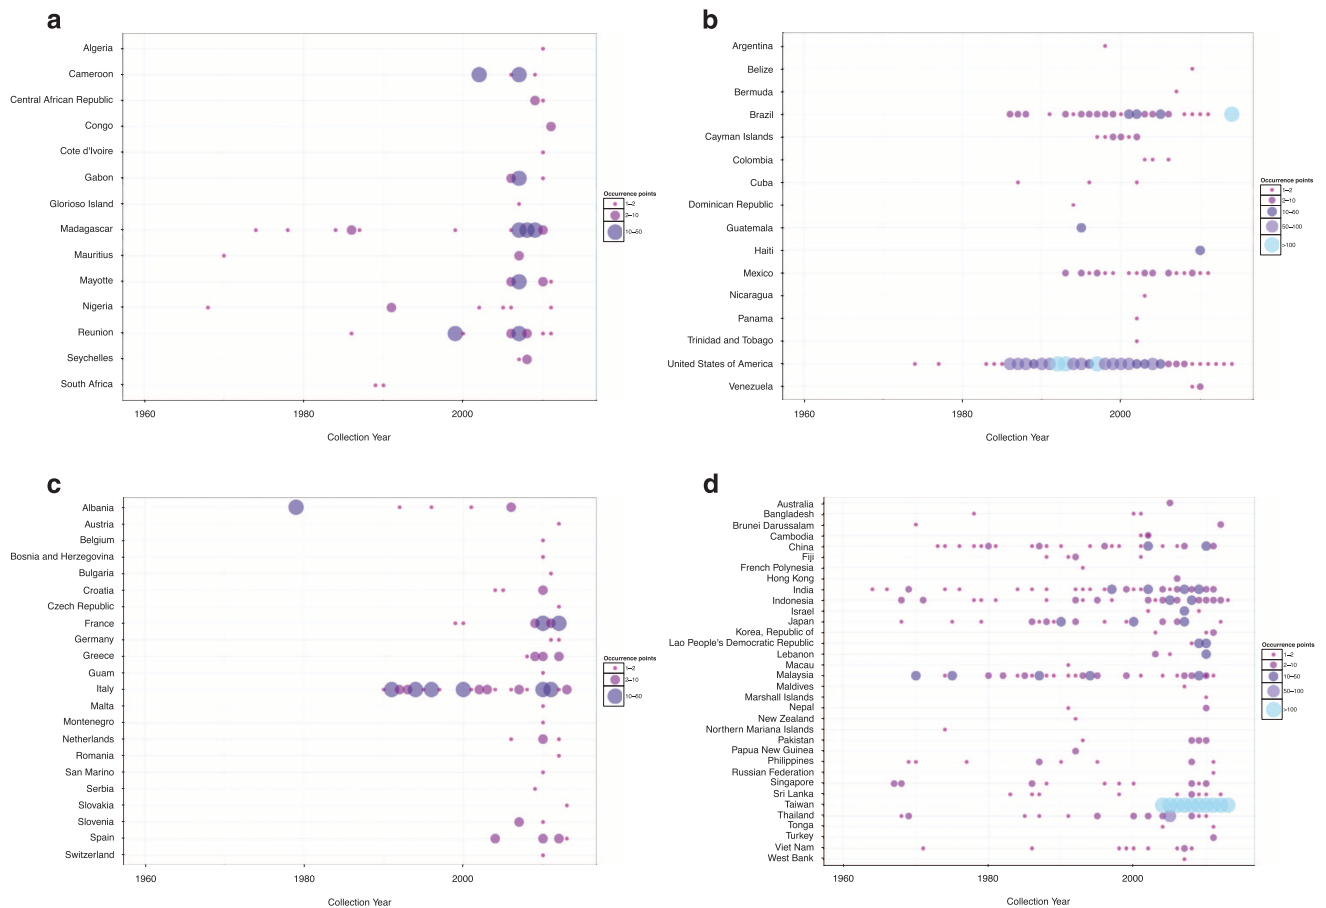 a
Algeria
Cameroon
Central African Republic
Congo
Cote d'Ivoire
Gabon
Glorioso Island
Madagascar
Mauritius
Mayotte
Nigeria
Reunion
Seychelles
South Africa
1960 1980 2000
Collection Year
Occurrence points
1–2
2–10
10–50
b
Argentina
Belize
Bermuda
Brazil
Cayman Islands
Colombia
Cuba
Dominican Republic
Guatemala
Haiti
Mexico
Nicaragua
Panama
Trinidad and Tobago
United States of America
Venezuela
1960 1980 2000
Collection Year
Occurrence points
1–2
2–10
10–50
50–100
>100
c
Albania
Austria
Belgium
Bosnia and Herzegovina
Bulgaria
Croatia
Czech Republic
France
Germany
Greece
Guam
Italy
Malta
Montenegro
Netherlands
Romania
San Marino
Serbia
Slovakia
Slovenia
Spain
Switzerland
1960 1980 2000
Collection Year
Occurrence points
1–2
2–10
10–50
d
Australia
Bangladesh
Brunei Darussalam
Cambodia
China
Fiji
French Polynesia
Hong Kong
India
Indonesia
Israel
Japan
Korea, Republic of
Lao People's Democratic Republic
Lebanon
Macau
Malaysia
Maldives
Marshall Islands
Nepal
New Zealand
Northern Mariana Islands
Pakistan
Papua New Guinea
Philippines
Russian Federation
Singapore
Sri Lanka
Taiwan
Thailand
Tonga
Turkey
Viet Nam
West Bank
1960 1980 2000
Collection Year
Occurrence points
1–2
2–10
10–50
50–100
>100